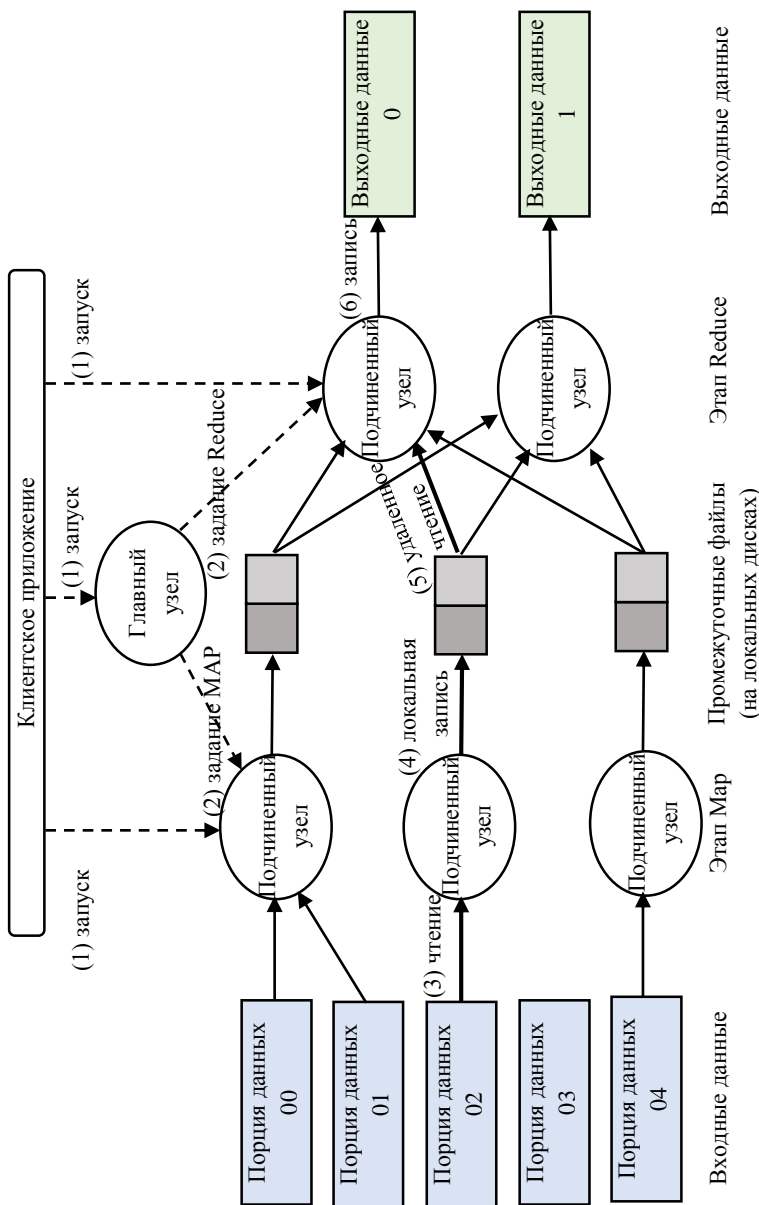 Клиентское приложение
(1) запуск
(1) запуск
(1) запуск
Главный
узел
(2) задание MAP
(2) задание Reduce
Порция данных
00
Порция данных
01
Порция данных
02
Порция данных
03
Порция данных
04
(3) чтение
Подчиненный
узел
Подчиненный
узел
Подчиненный
узел
(4) локальная
запись
(5) удаленное
чтение
Подчиненный
узел
Подчиненный
узел
(6) запись
Выходные данные
0
Выходные данные
1
Входные данные
Этап Map
Промежуточные файлы
(на локальных дисках)
Этап Reduce
Выходные данные